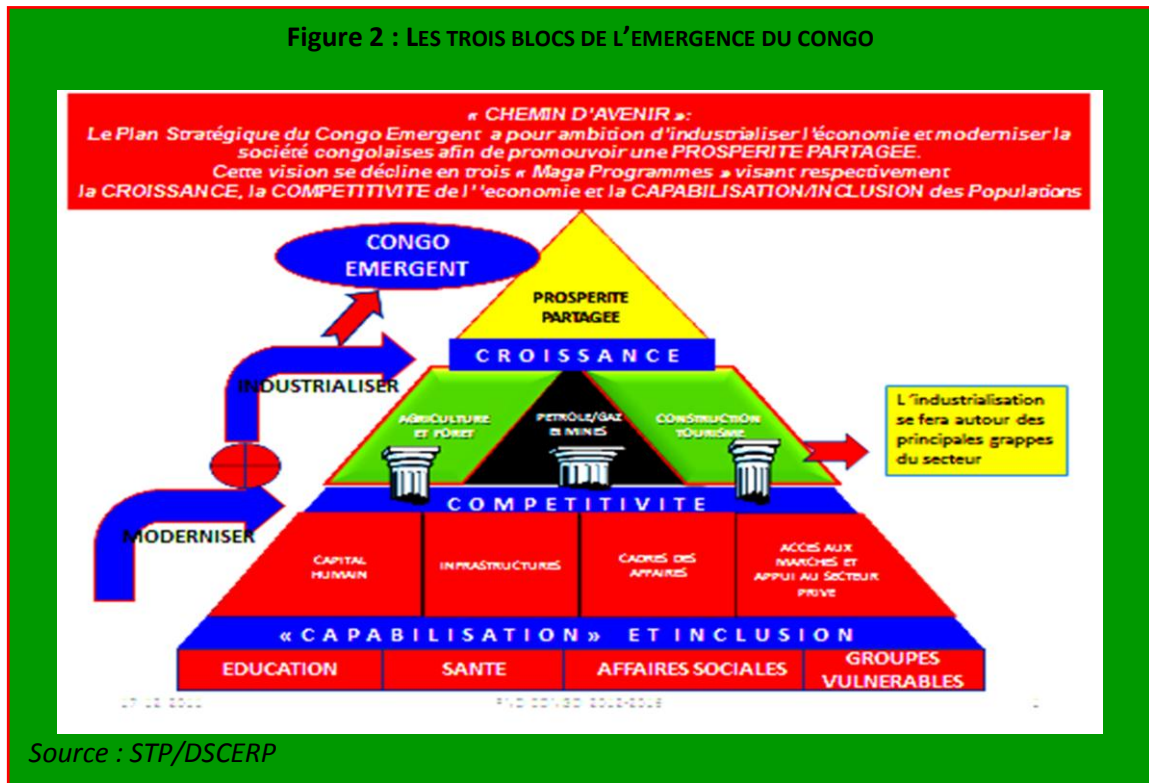 Figure 2 : LES TROIS BLOCS DE L'EMERGENCE DU CONGO
« CHEMIN D'AVENIR »:
Le Plan Stratégique du Congo Emergent a pour ambition d'industrialiser l'économie et moderniser la
société congolaises afin de promouvoir une PROSPERITE PARTAGEE.
Cette vision se décline en trois « Maga Programmes » visant respectivement
la CROISSANCE, la COMPETITIVITE de l''economie et la CAPABILISATION/INCLUSION des Populations
CONGO
EMERGENT
PROSPERITE
PARTAGEE
CROISSANCE
INDUSTRIALISER
AGRICULTURE
ET FORET
PETROLE/GAZ
ET MINES
CONSTRUCTION
TOURISME
L'industrialisation
se fera autour des
principales grappes
du secteur
COMPETITIVITE
MODERNISER
CAPITAL
HUMAIN
INFRASTRUCTURES
CADRES DES
AFFAIRES
ACCES AUX
MARCHES ET
APPUI AU SECTEUR
PRIVE
« CAPABILISATION » ET INCLUSION
EDUCATION
SANTE
AFFAIRES SOCIALES
GROUPES
VULNERABLES
Source : STP/DSCERP